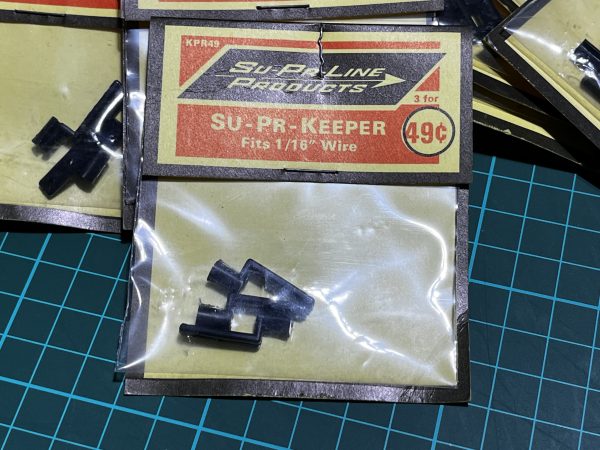 KPR49
SU-PR-LINE
PRODUCTS
3 for
49¢
SU-PR-KEEPER
Fits 1/16" Wire